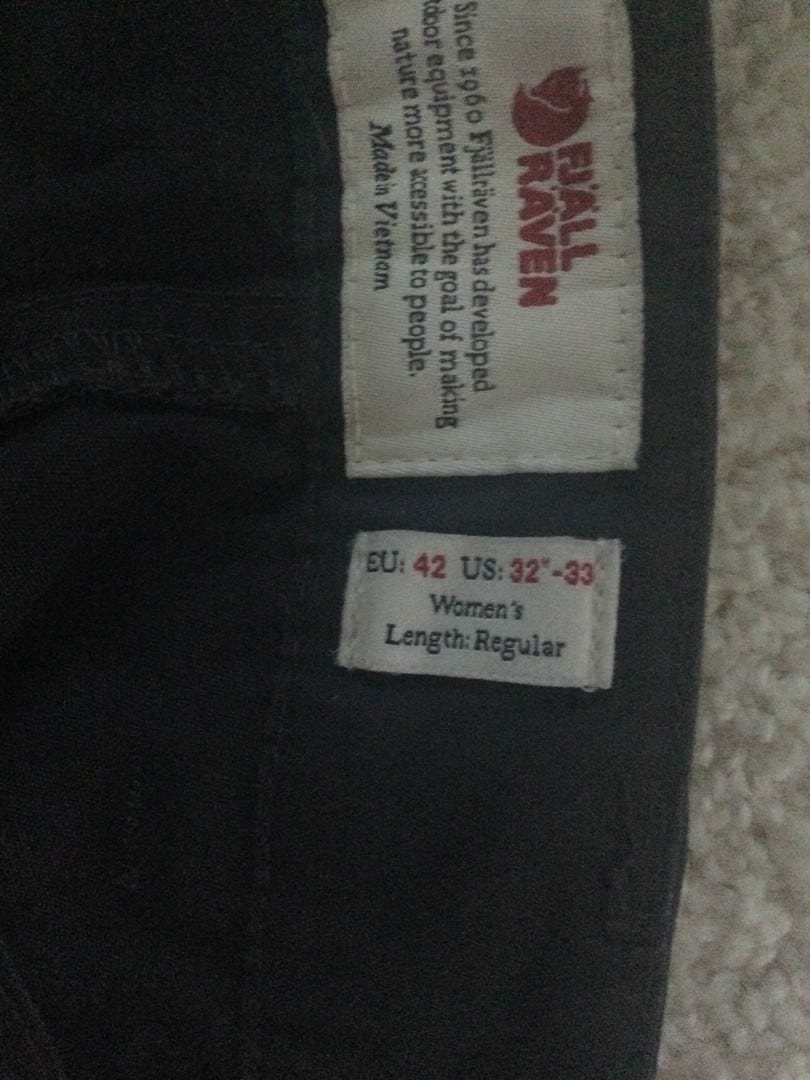 FJÄLL
RÄVEN
Since 1960 Fjällräven has developed
equipment with the goal of making
nature more accessible to people.
Made in Vietnam
EU: 42 US: 32"-33
Women's
Length: Regular